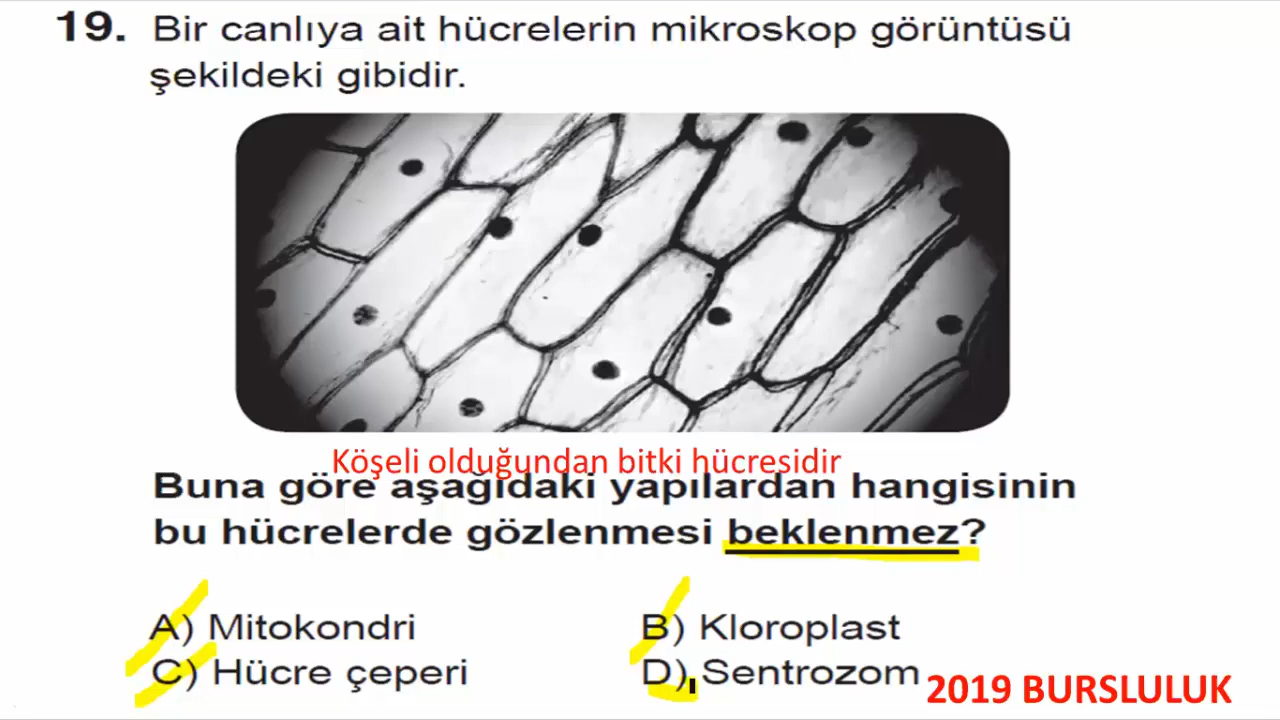 19. Bir canlıya ait hücrelerin mikroskop görüntüsü
şekildeki gibidir.
Köşeli olduğundan bitki hücresidir
Buna göre aşağıdaki yapılardan hangisinin
bu hücrelerde gözlenmesi beklenmez?
A) Mitokondri B) Kloroplast
C) Hücre çeperi D) Sentrozom
2019 BURSLULUK